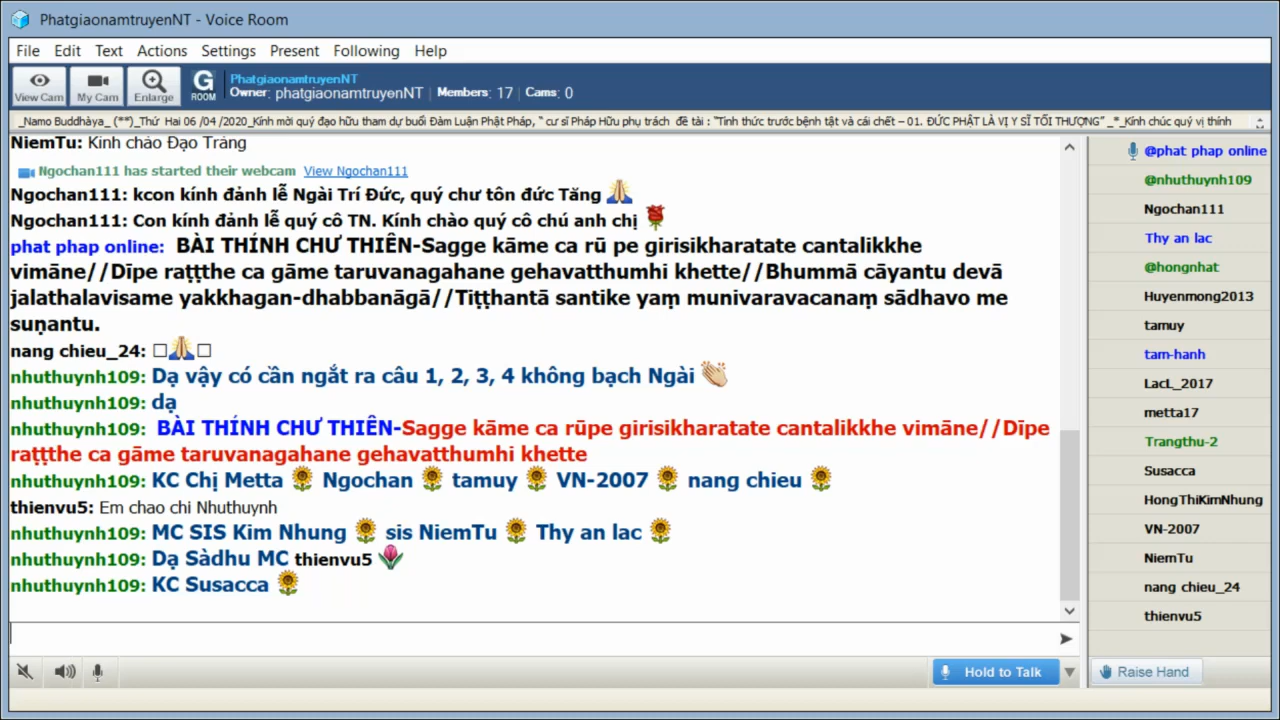 PhatgiaonamtruyenNT - Voice Room
File Edit Text Actions Settings Present Following Help
View Cam My Cam Enlarge G ROOM
PhatgiaonamtruyenNT
Owner: phatgiaonamtruyenNT | Members: 17 | Cams: 0
_Namo Buddhàya_ (**)_Thứ Hai 06 /04 /2020_Kính mời quý đạo hữu tham dự buổi Đàm Luận Phật Pháp, " cư sĩ Pháp Hữu phụ trách đề tài : "Tỉnh thức trước bệnh tật và cái chết – 01. ĐỨC PHẬT LÀ VỊ Y SĨ TỐI THƯỢNG" _*_Kính chúc quý vị thính
NiemTu: Kính chào Đạo Tràng
Ngochan111 has started their webcam View Ngochan111
Ngochan111: kcon kính đảnh lễ Ngài Trí Đức, quý chư tôn đức Tăng
Ngochan111: Con kính đảnh lễ quý cô TN. Kính chào quý cô chú anh chị
phat phap online: BÀI THÍNH CHƯ THIÊN-Sagge kāme ca rū pe girisikharatate cantalikkhe
vimāne//Dīpe raṭṭthe ca gāme taruvanagahane gehavatthumhi khette//Bhummā cāyantu devā
jalathalavisame yakkhagan-dhabbanāgā//Tiṭṭhantā santike yaṃ munivaravacanaṃ sādhavo me
suṇantu.
nang chieu_24:
nhuthuynh109: Dạ vậy có cần ngắt ra câu 1, 2, 3, 4 không bạch Ngài
nhuthuynh109: dạ
nhuthuynh109: BÀI THÍNH CHƯ THIÊN-Sagge kāme ca rūpe girisikharatate cantalikkhe vimāne//Dīpe
raṭṭthe ca gāme taruvanagahane gehavatthumhi khette
nhuthuynh109: KC Chị Metta Ngochan tamuy VN-2007 nang chieu
thienvu5: Em chao chi Nhuthuynh
nhuthuynh109: MC SIS Kim Nhung sis NiemTu Thy an lac
nhuthuynh109: Dạ Sàdhu MC thienvu5
nhuthuynh109: KC Susacca
Hold to Talk
@phat phap online
@nhuthuynh109
Ngochan111
Thy an lac
@hongnhat
Huyenmong2013
tamuy
tam-hanh
LacL_2017
metta17
Trangthu-2
Susacca
HongThiKimNhung
VN-2007
NiemTu
nang chieu_24
thienvu5
Raise Hand